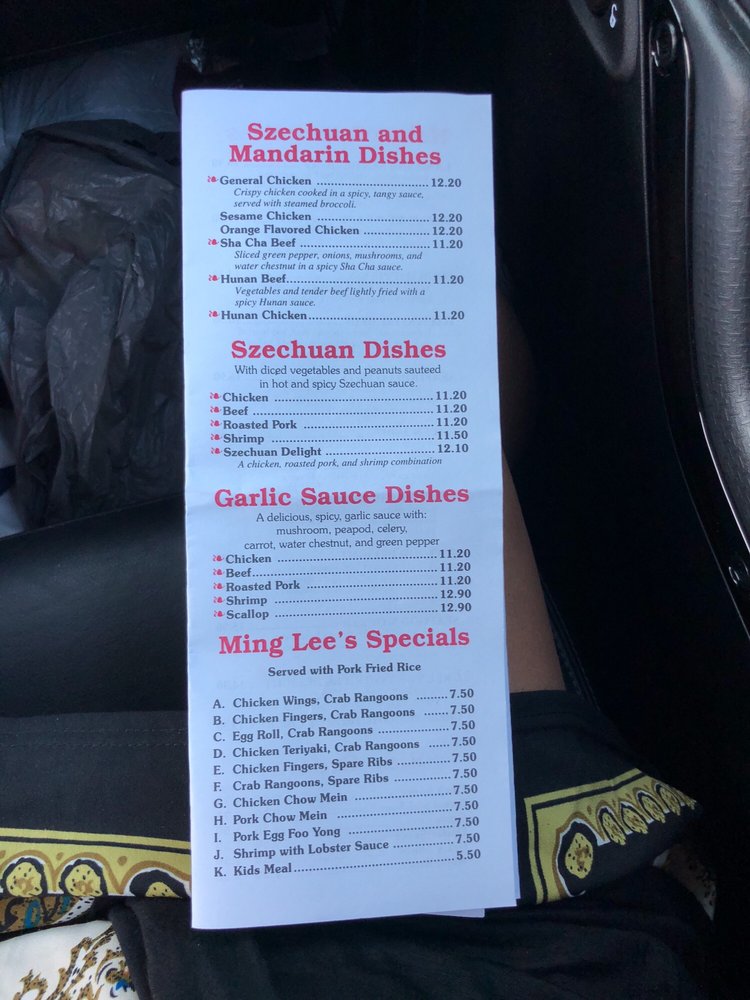 Szechuan and
Mandarin Dishes
General Chicken ........................ 12.20
Crispy chicken cooked in a spicy, tangy sauce,
served with steamed broccoli.
Sesame Chicken ........................ 12.20
Orange Flavored Chicken .............. 12.20
Sha Cha Beef ........................ 11.20
Sliced green pepper, onions, mushrooms, and
water chestnut in a spicy Sha Cha sauce.
Hunan Beef........................ 11.20
Vegetables and tender beef lightly fried with a
spicy Hunan sauce.
Hunan Chicken........................ 11.20
Szechuan Dishes
With diced vegetables and peanuts sauteed
in hot and spicy Szechuan sauce.
Chicken ........................ 11.20
Beef ........................ 11.20
Roasted Pork ........................ 11.20
Shrimp ........................ 11.50
Szechuan Delight ........................ 12.10
A chicken, roasted pork, and shrimp combination
Garlic Sauce Dishes
A delicious, spicy, garlic sauce with:
mushroom, peapod, celery,
carrot, water chestnut, and green pepper
Chicken ........................ 11.20
Beef........................ 11.20
Roasted Pork ........................ 11.20
Shrimp ........................ 12.90
Scallop ........................ 12.90
Ming Lee's Specials
Served with Pork Fried Rice
A. Chicken Wings, Crab Rangoons ......... 7.50
B. Chicken Fingers, Crab Rangoons ....... 7.50
C. Egg Roll, Crab Rangoons ................ 7.50
D. Chicken Teriyaki, Crab Rangoons ...... 7.50
E. Chicken Fingers, Spare Ribs ............ 7.50
F. Crab Rangoons, Spare Ribs ............ 7.50
G. Chicken Chow Mein .................... 7.50
H. Pork Chow Mein ........................ 7.50
I. Pork Egg Foo Yong ..................... 7.50
J. Shrimp with Lobster Sauce ............ 7.50
K. Kids Meal........................ 5.50